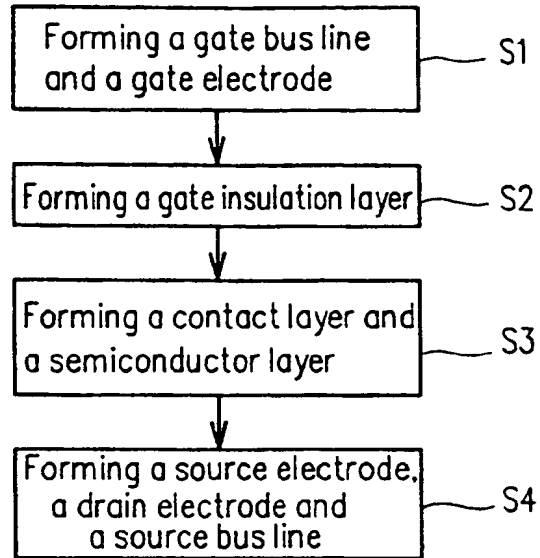 Forming a gate bus line
and a gate electrode
S1
Forming a gate insulation layer
S2
Forming a contact layer and
a semiconductor layer
S3
Forming a source electrode,
a drain electrode and
a source bus line
S4